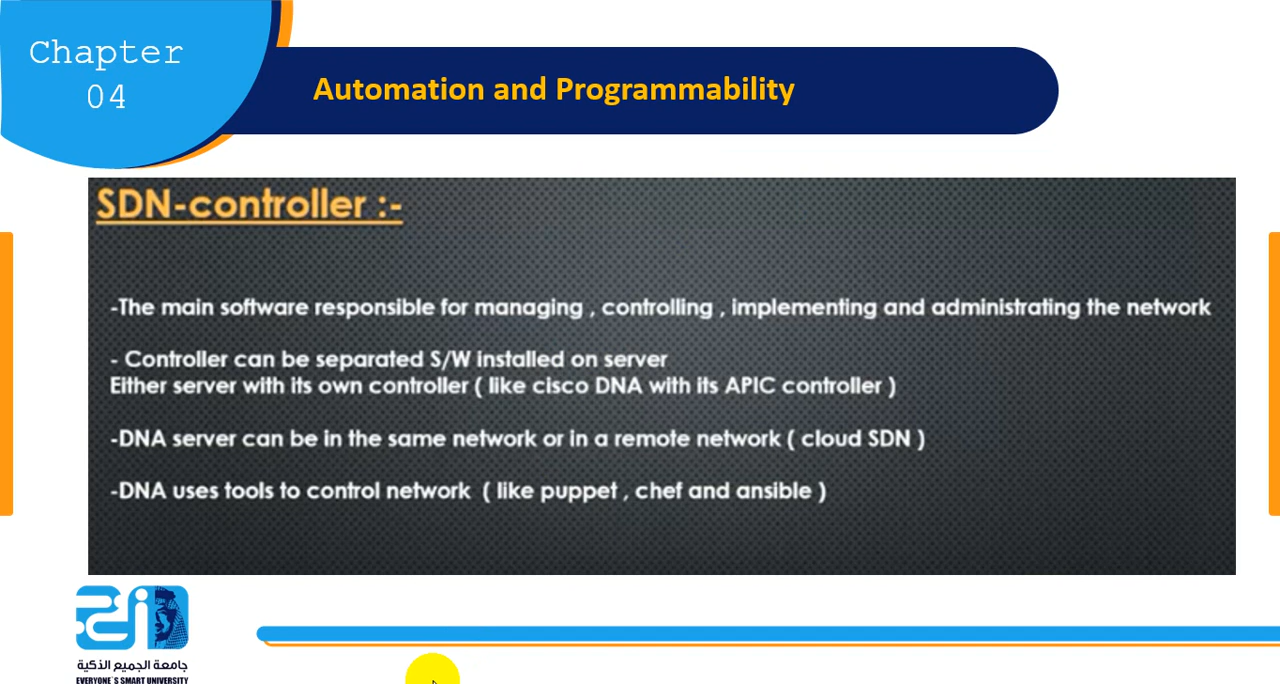 Chapter
04
Automation and Programmability
SDN-controller :-
-The main software responsible for managing , controlling , implementing and administrating the network
- Controller can be separated S/W installed on server
Either server with its own controller ( like cisco DNA with its APIC controller )
-DNA server can be in the same network or in a remote network ( cloud SDN )
-DNA uses tools to control network ( like puppet , chef and ansible )
جامعة الجميع الذكية
EVERYONE`S SMART UNIVERSITY